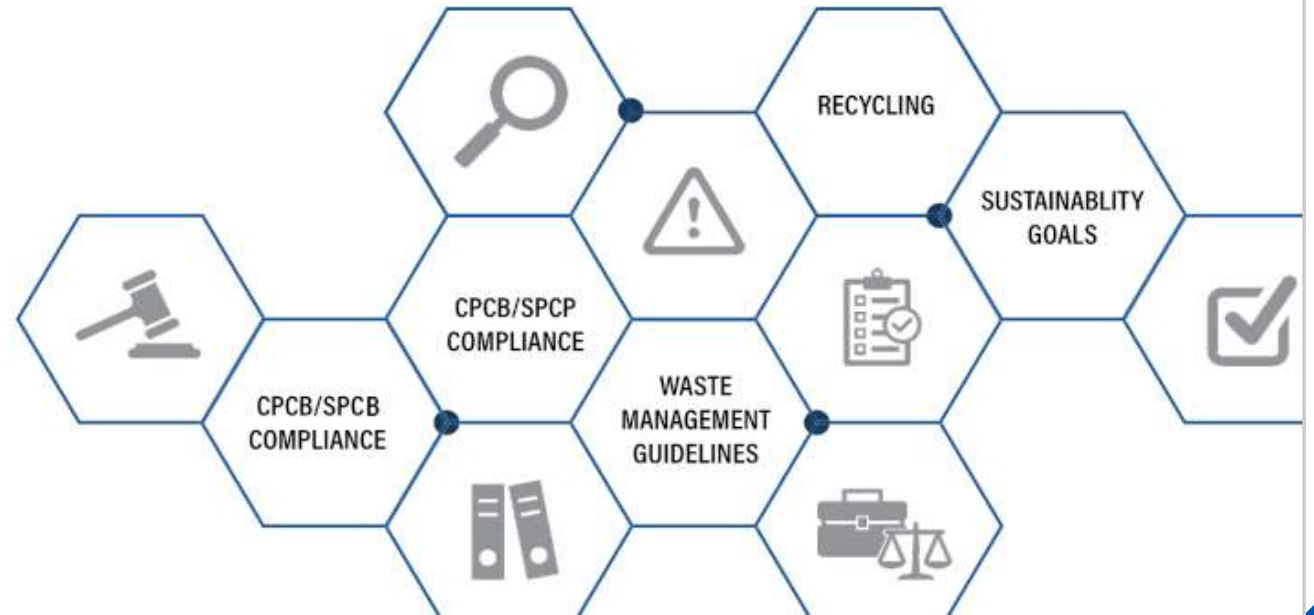 RECYCLING
SUSTAINABLITY
GOALS
CPCB/SPCP
COMPLIANCE
WASTE
MANAGEMENT
GUIDELINES
CPCB/SPCB
COMPLIANCE